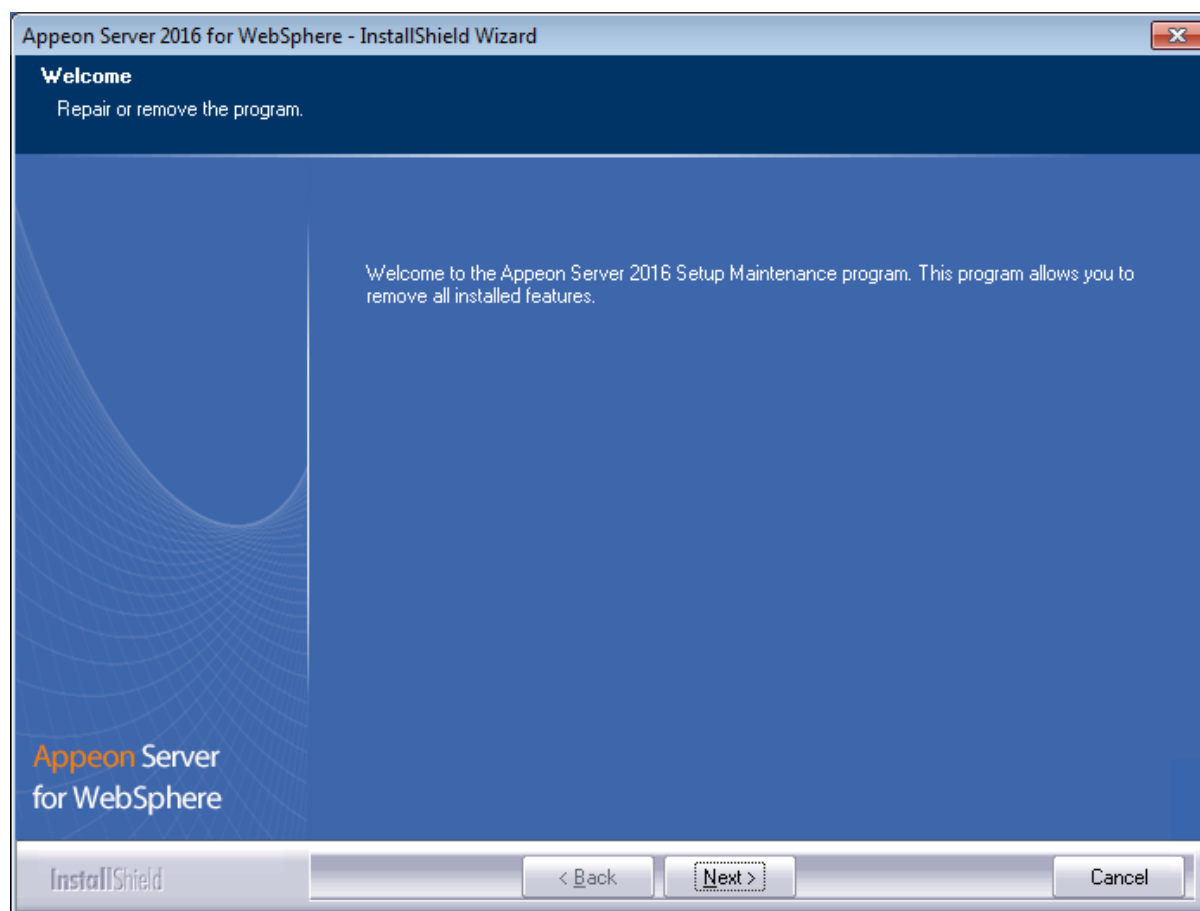 Appeon Server 2016 for WebSphere - InstallShield Wizard
Welcome
Repair or remove the program.
Welcome to the Appeon Server 2016 Setup Maintenance program. This program allows you to
remove all installed features.
Appeon Server
for WebSphere
InstallShield
< Back
Next >
Cancel